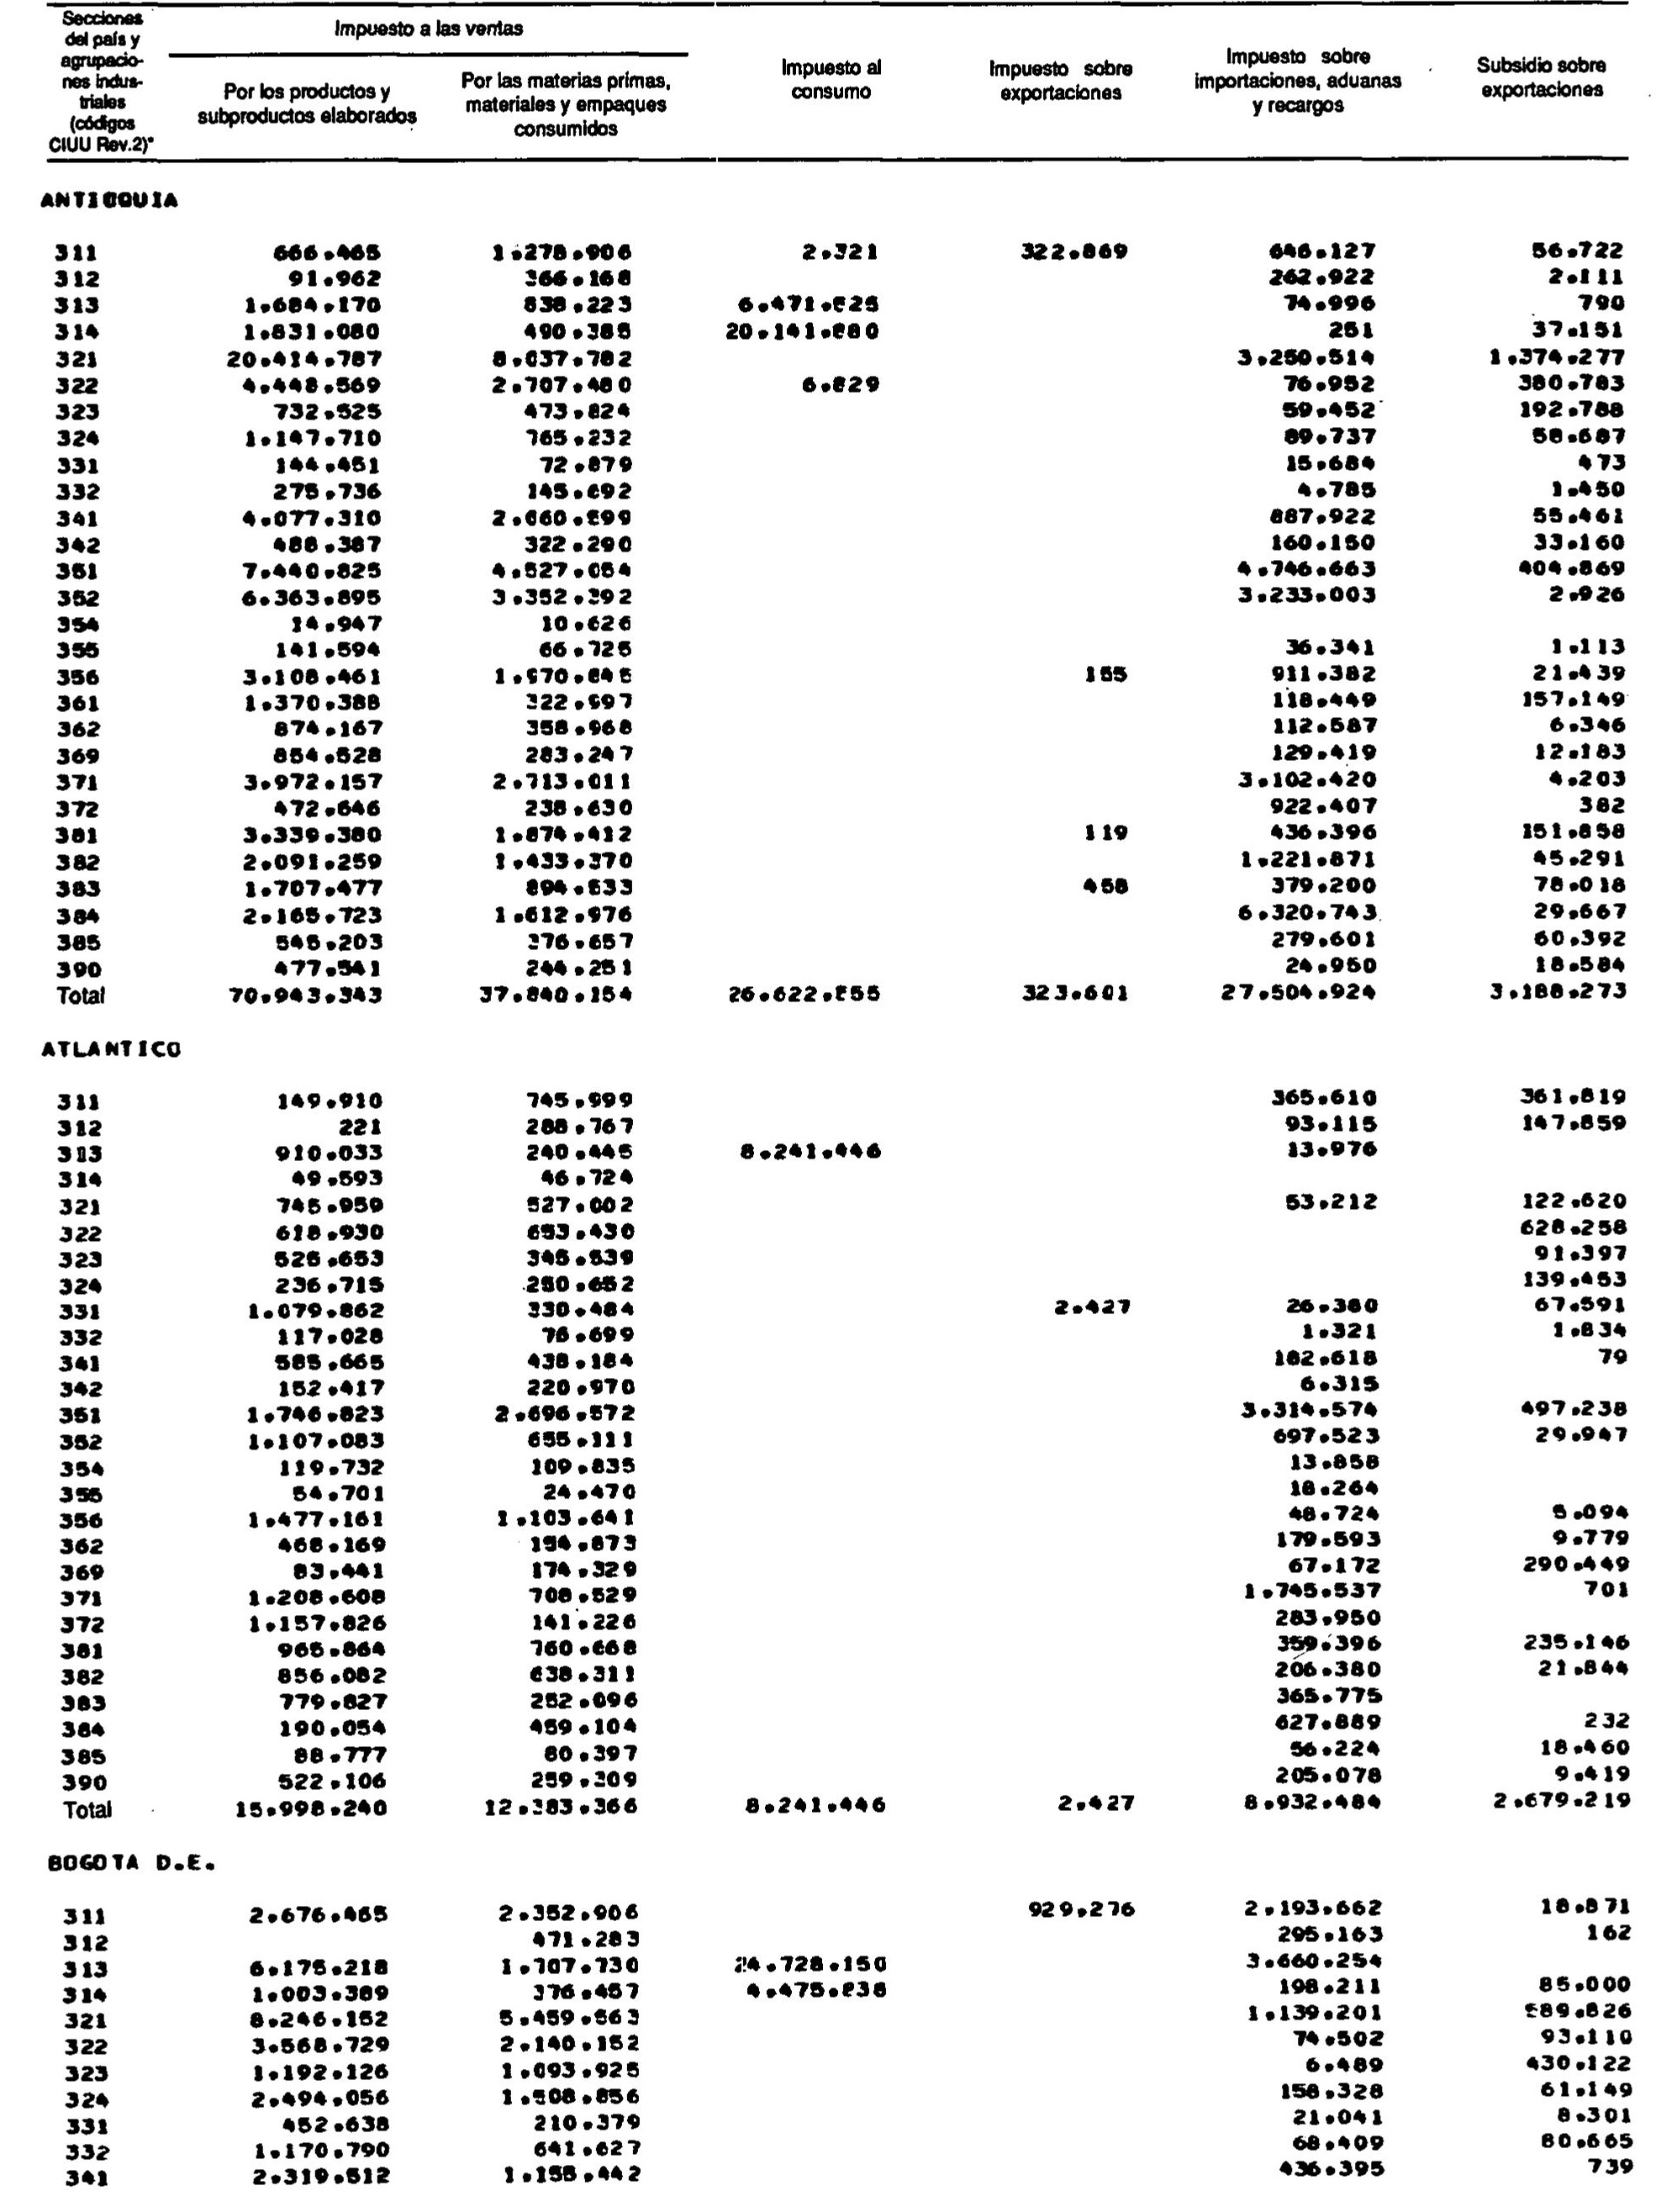 Secciones
del país y
agrupacio-
nes indus-
triales
(códigos
CIUU Rev.2)*
Impuesto a las ventas
Por los productos y
subproductos elaborados
Por las materias primas,
materiales y empaques
consumidos
Impuesto al
consumo
Impuesto sobre
exportaciones
Impuesto sobre
importaciones, aduanas
y recargos
Subsidio sobre
exportaciones
ANTIOQUIA
311 666.465 1.278.906 2.321 322.869 646.127 56.722
312 91.962 366.168 262.922 2.111
313 1.684.170 838.223 6.471.825 74.996 790
314 1.831.080 490.385 20.141.880 251 37.151
321 20.414.787 8.037.782 3.250.514 1.374.277
322 4.448.569 2.707.480 6.829 76.952 380.783
323 732.525 473.824 59.452 192.788
324 1.147.710 765.232 89.737 58.687
331 144.451 72.879 15.684 473
332 275.736 145.692 4.785 1.450
341 4.077.310 2.660.899 887.922 55.461
342 488.387 322.290 160.150 33.160
351 7.440.825 4.527.054 4.746.663 404.869
352 6.363.895 3.352.392 3.233.003 2.926
354 14.947 10.626
355 141.594 66.725 36.341 1.113
356 3.108.461 1.970.845 155 911.382 21.439
361 1.370.388 322.997 118.449 157.149
362 874.167 358.968 112.587 6.346
369 854.528 283.247 129.419 12.183
371 3.972.157 2.713.011 3.102.420 4.203
372 472.646 238.630 922.407 382
381 3.339.380 1.874.412 119 436.396 151.858
382 2.091.259 1.433.370 1.221.871 45.291
383 1.707.477 894.533 458 379.200 78.018
384 2.165.723 1.612.976 6.320.743 29.667
385 545.203 376.657 279.601 60.392
390 477.541 244.251 24.950 18.584
Total 70.943.343 37.840.154 26.622.855 323.601 27.504.924 3.188.273
ATLANTICO
311 149.910 745.999 365.610 361.819
312 221 288.767 93.115 147.859
313 910.033 240.445 8.241.446 13.976
314 49.593 46.724
321 745.959 527.002 53.212 122.620
322 618.930 653.430 628.258
323 526.653 345.539 91.397
324 236.715 250.652 139.453
331 1.079.862 330.484 2.427 26.380 67.591
332 117.028 76.699 1.321 1.834
341 585.665 438.184 182.618 79
342 152.417 220.970 6.315
351 1.746.823 2.696.572 3.314.574 497.238
352 1.107.083 655.111 697.523 29.947
354 119.732 109.835 13.858
355 54.701 24.470 18.264
356 1.477.161 1.103.641 48.724 5.094
362 468.169 154.873 179.593 9.779
369 83.441 174.329 67.172 290.449
371 1.208.608 708.529 1.745.537 701
372 1.157.826 141.226 283.950
381 965.864 760.668 359.396 235.146
382 856.082 638.311 206.380 21.844
383 779.827 252.096 365.775
384 190.054 459.104 627.889 232
385 88.777 80.397 56.224 18.460
390 522.106 259.309 205.078 9.419
Total 15.998.240 12.383.366 8.241.446 2.427 8.932.484 2.679.219
BOGOTA D.E.
311 2.676.465 2.352.906 929.276 2.193.662 18.871
312 471.283 295.163 162
313 6.175.218 1.707.730 24.728.150 3.660.254
314 1.003.389 376.457 4.475.838 198.211 85.000
321 8.246.152 5.459.563 1.139.201 589.826
322 3.568.729 2.140.152 74.502 93.110
323 1.192.126 1.093.925 6.489 430.122
324 2.494.056 1.508.856 158.328 61.149
331 452.638 210.379 21.041 8.301
332 1.170.790 641.627 68.409 80.665
341 2.319.512 1.155.442 436.395 739